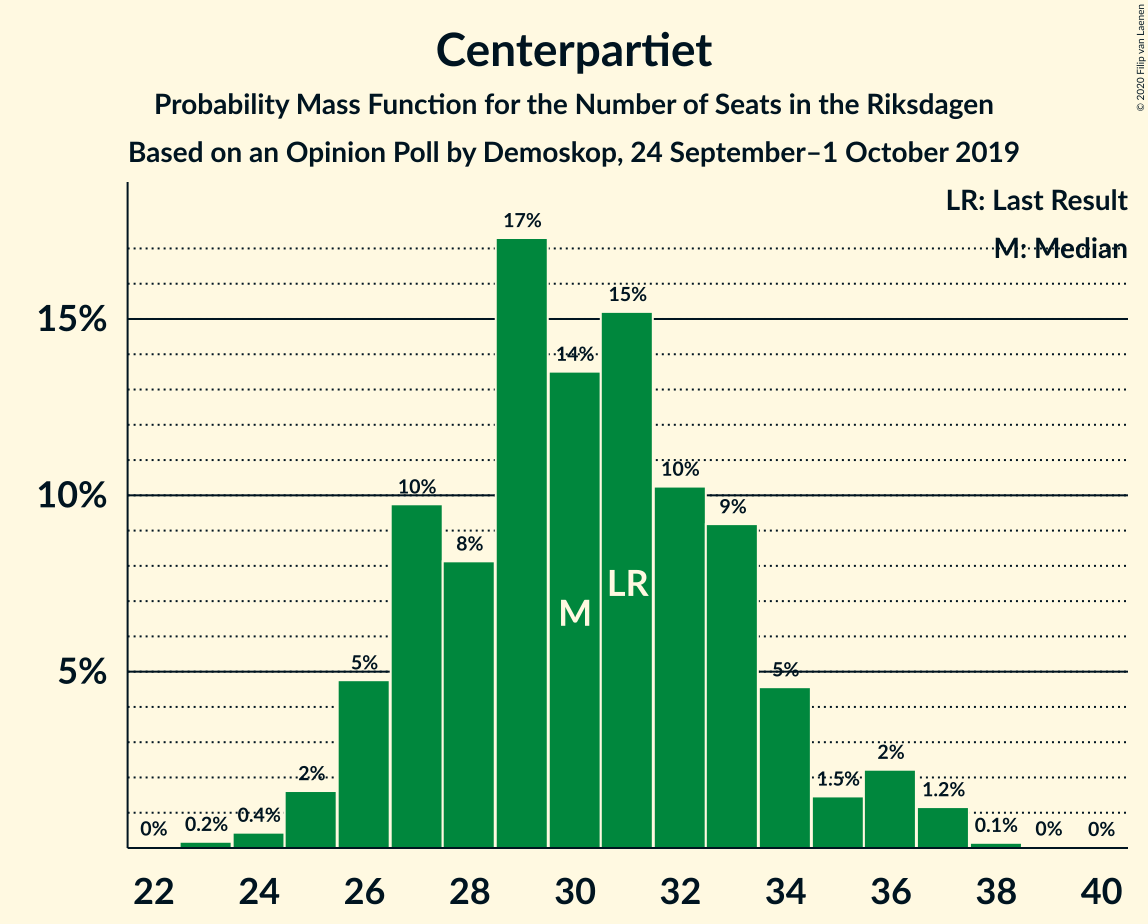 Centerpartiet
Probability Mass Function for the Number of Seats in the Riksdagen
Based on an Opinion Poll by Demoskop, 24 September–1 October 2019
© 2020 Filip van Laenen
LR: Last Result
M: Median
15%
10%
5%
0%
0.2%
0.4%
2%
5%
10%
8%
17%
14%
15%
10%
9%
5%
1.5%
2%
1.2%
0.1%
0%
0%
M
LR
22 24 26 28 30 32 34 36 38 40